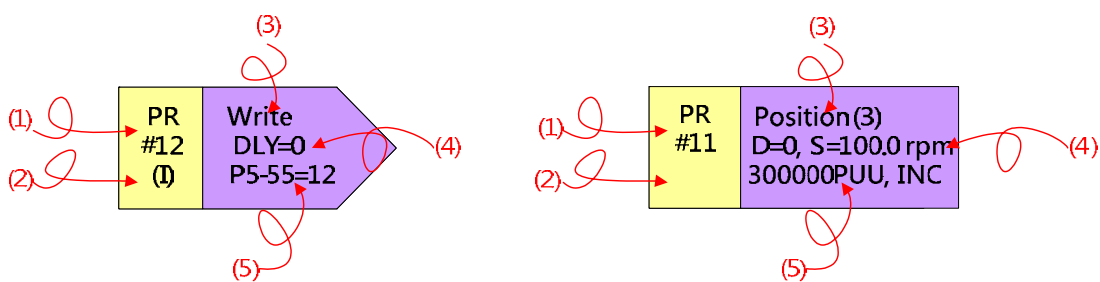 (3)
(1)
(2)
PR
#12
(I)
Write
DLY=0
P5-55=12
(4)
(5)
(3)
(1)
(2)
PR
#11
Position (3)
D=0, S=100.0 rpm
300000PUU, INC
(4)
(5)